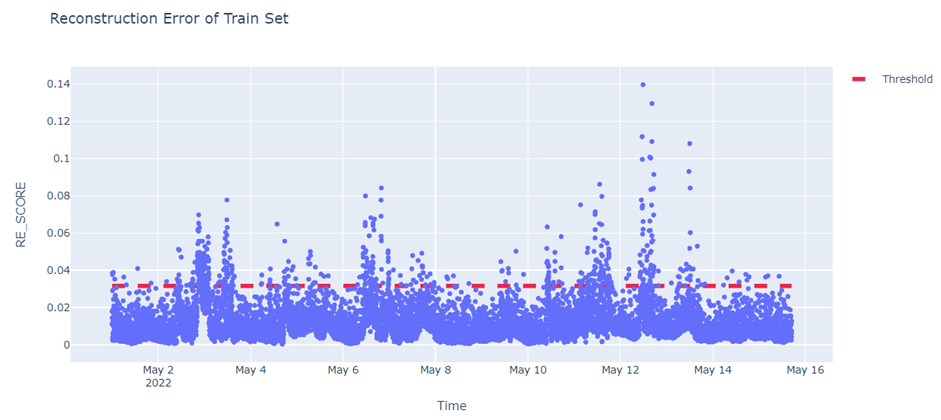 Reconstruction Error of Train Set
0.14
0.12
0.1
0.08
0.06
0.04
0.02
0
RE_SCORE
Threshold
May 2 May 4 May 6 May 8 May 10 May 12 May 14 May 16
2022
Time